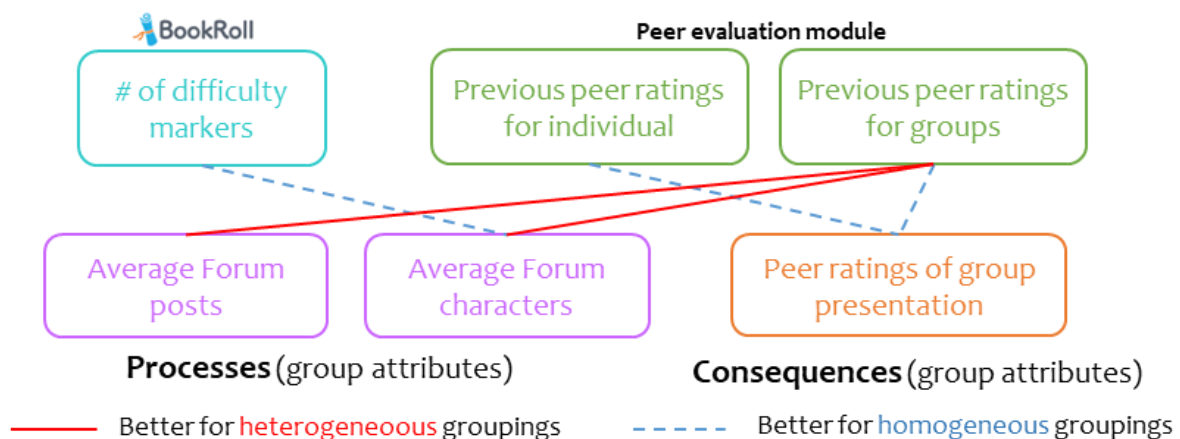 BookRoll
Peer evaluation module
# of difficulty
markers
Previous peer ratings
for individual
Previous peer ratings
for groups
Average Forum
posts
Average Forum
characters
Peer ratings of group
presentation
Processes (group attributes)
Consequences (group attributes)
Better for heterogeneoous groupings
Better for homogeneous groupings